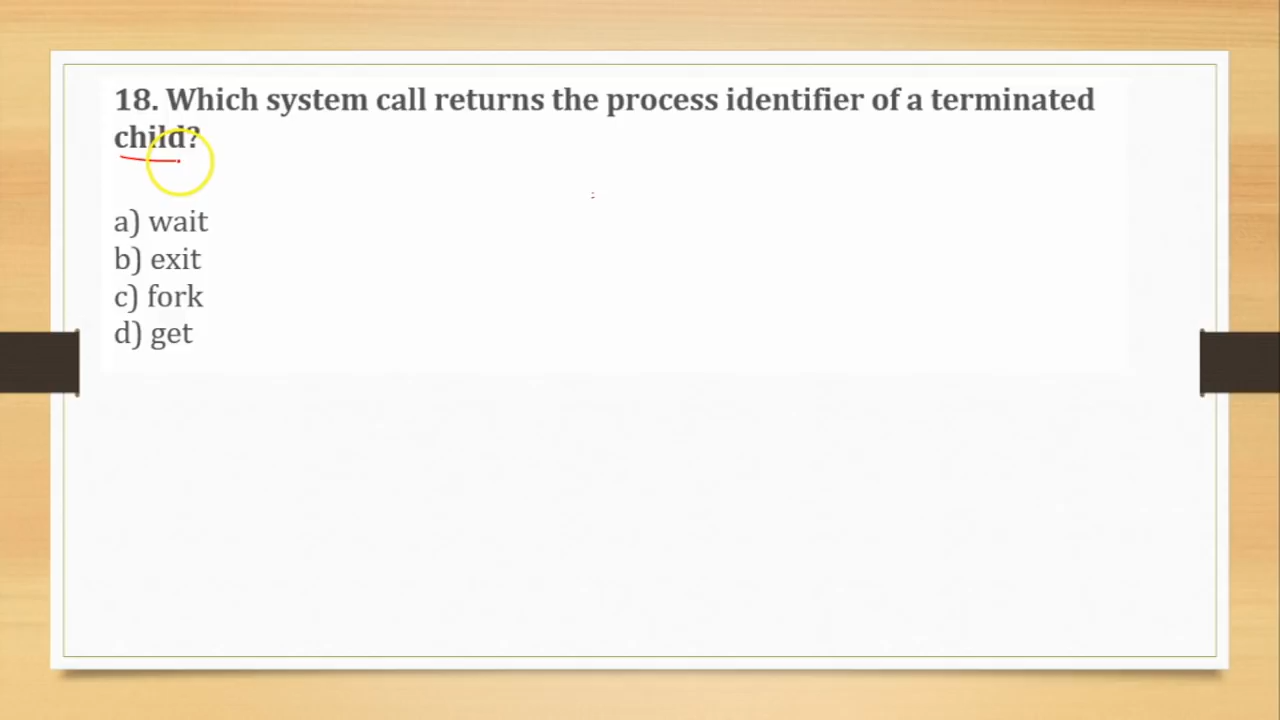 18. Which system call returns the process identifier of a terminated
child?
a) wait
b) exit
c) fork
d) get